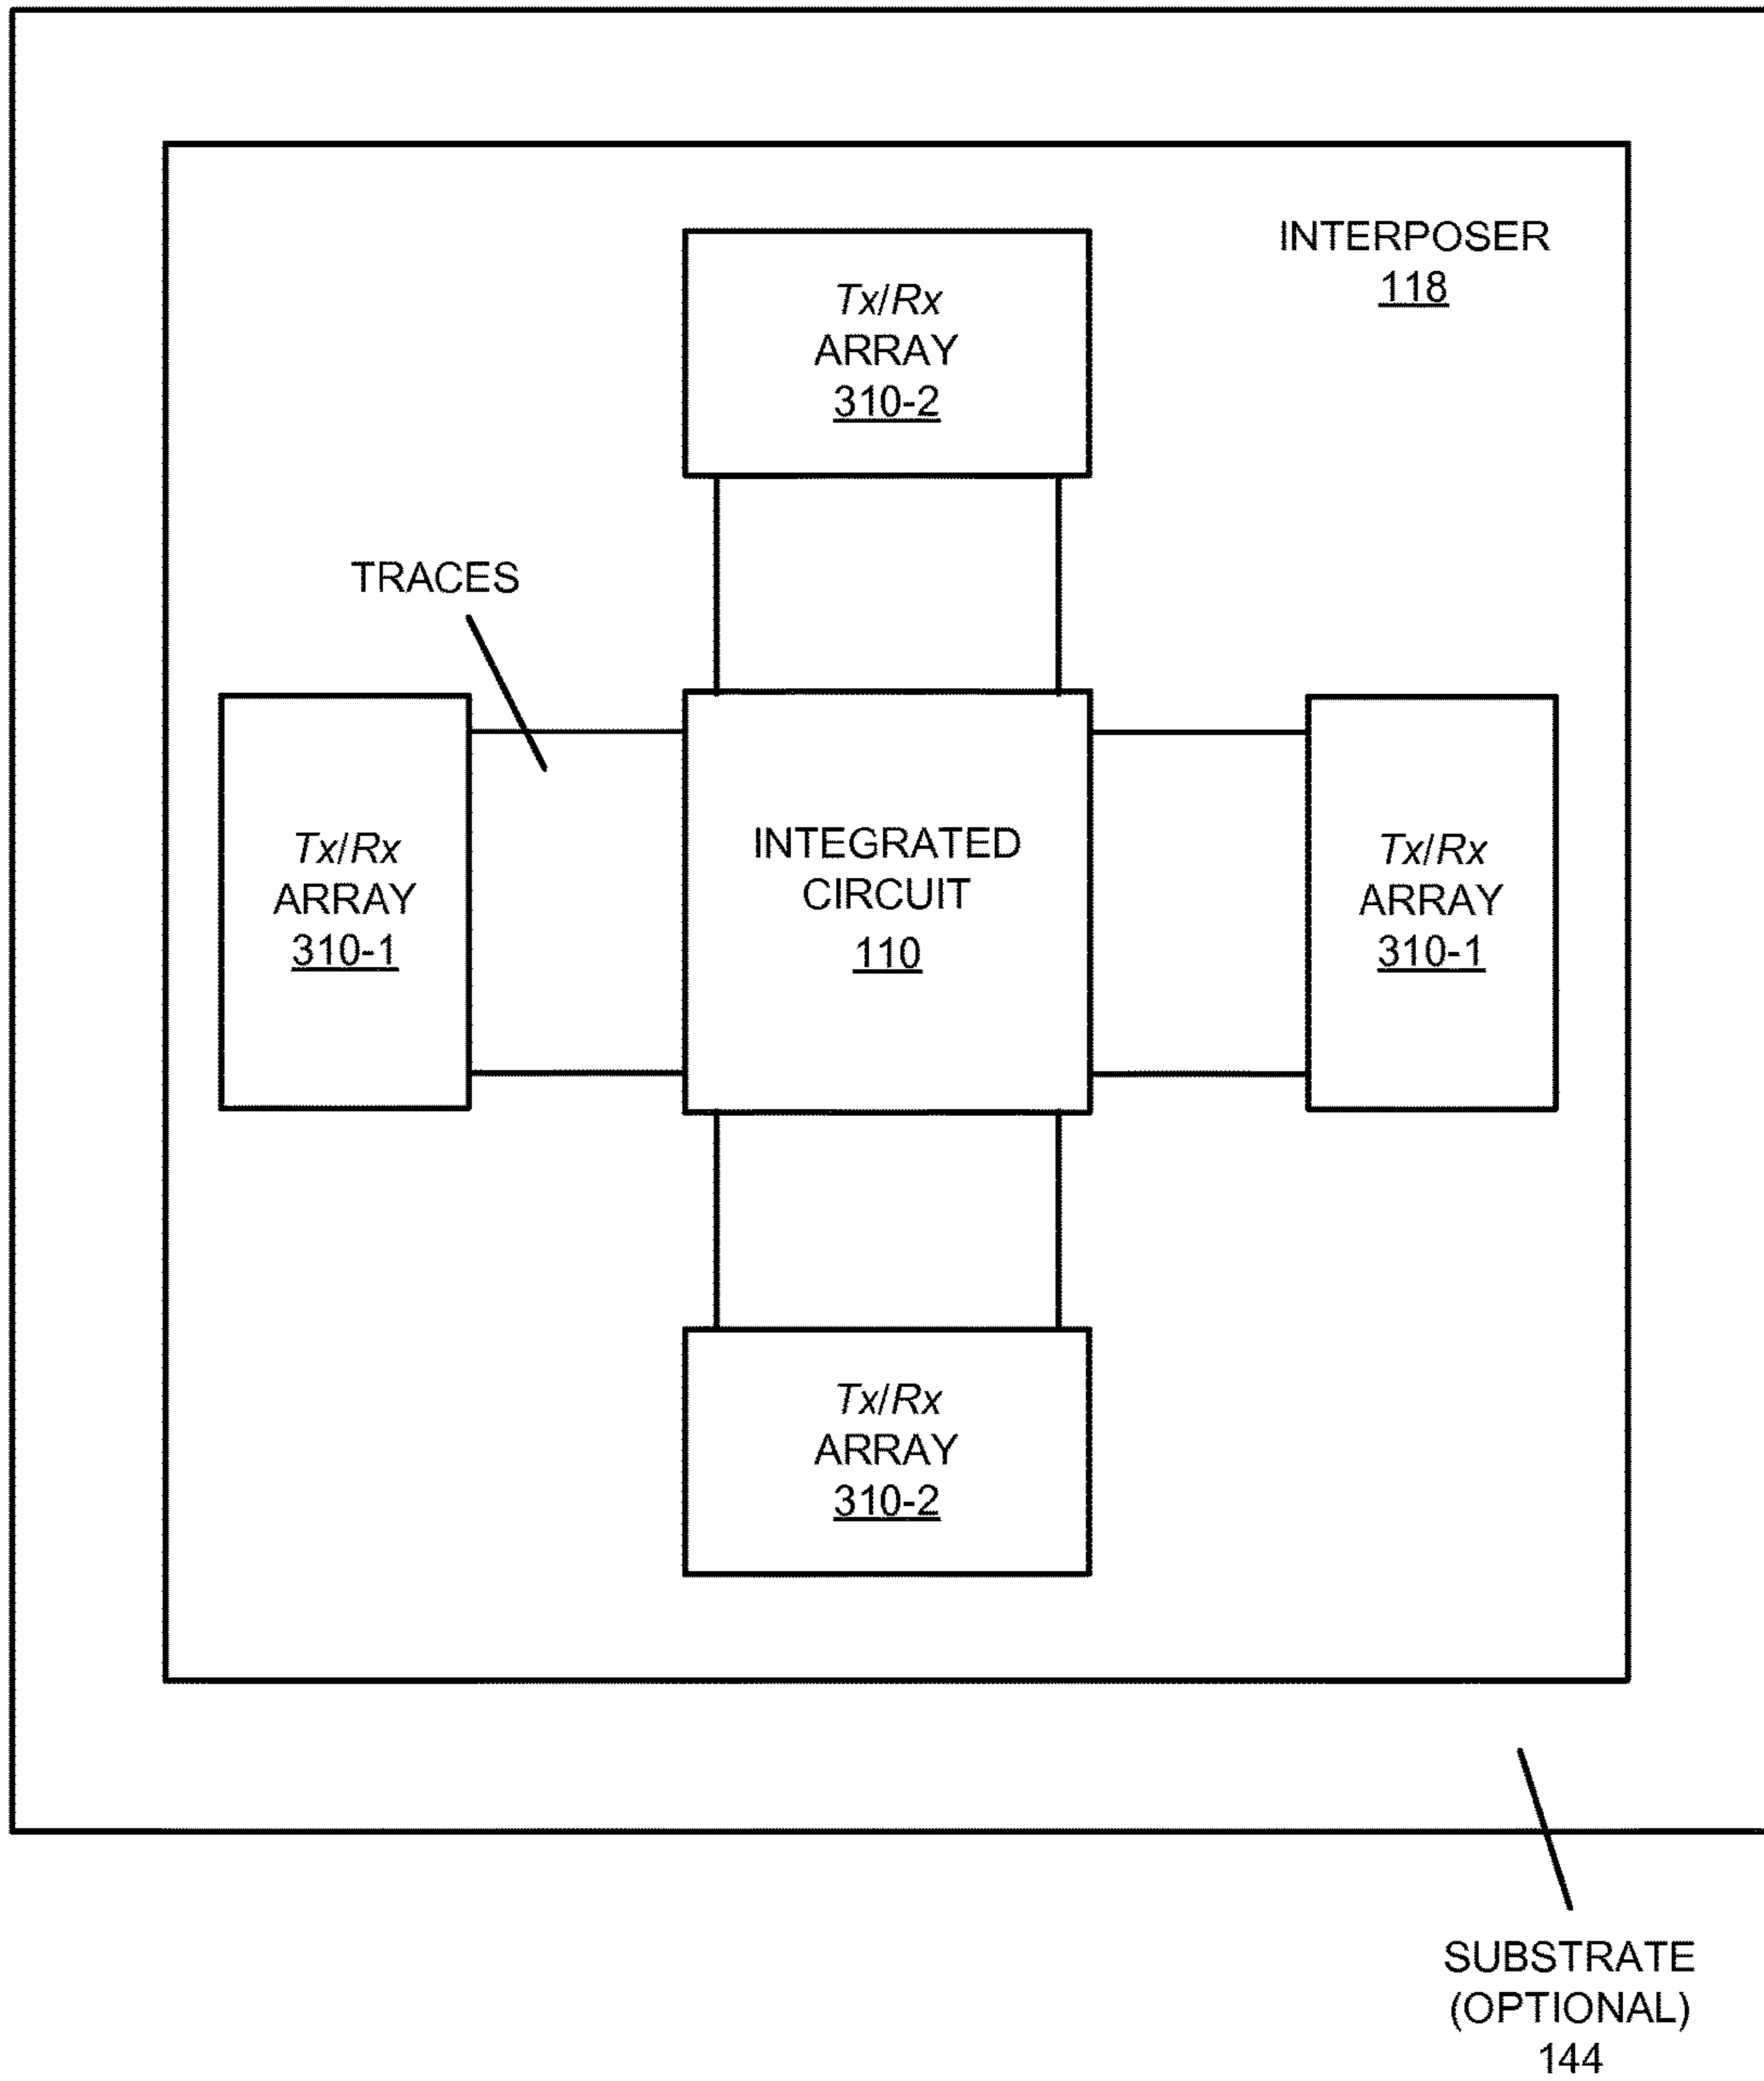 INTERPOSER
118
Tx/Rx
ARRAY
310-2
TRACES
Tx/Rx
ARRAY
310-1
INTEGRATED
CIRCUIT
110
Tx/Rx
ARRAY
310-1
Tx/Rx
ARRAY
310-2
SUBSTRATE
(OPTIONAL)
144